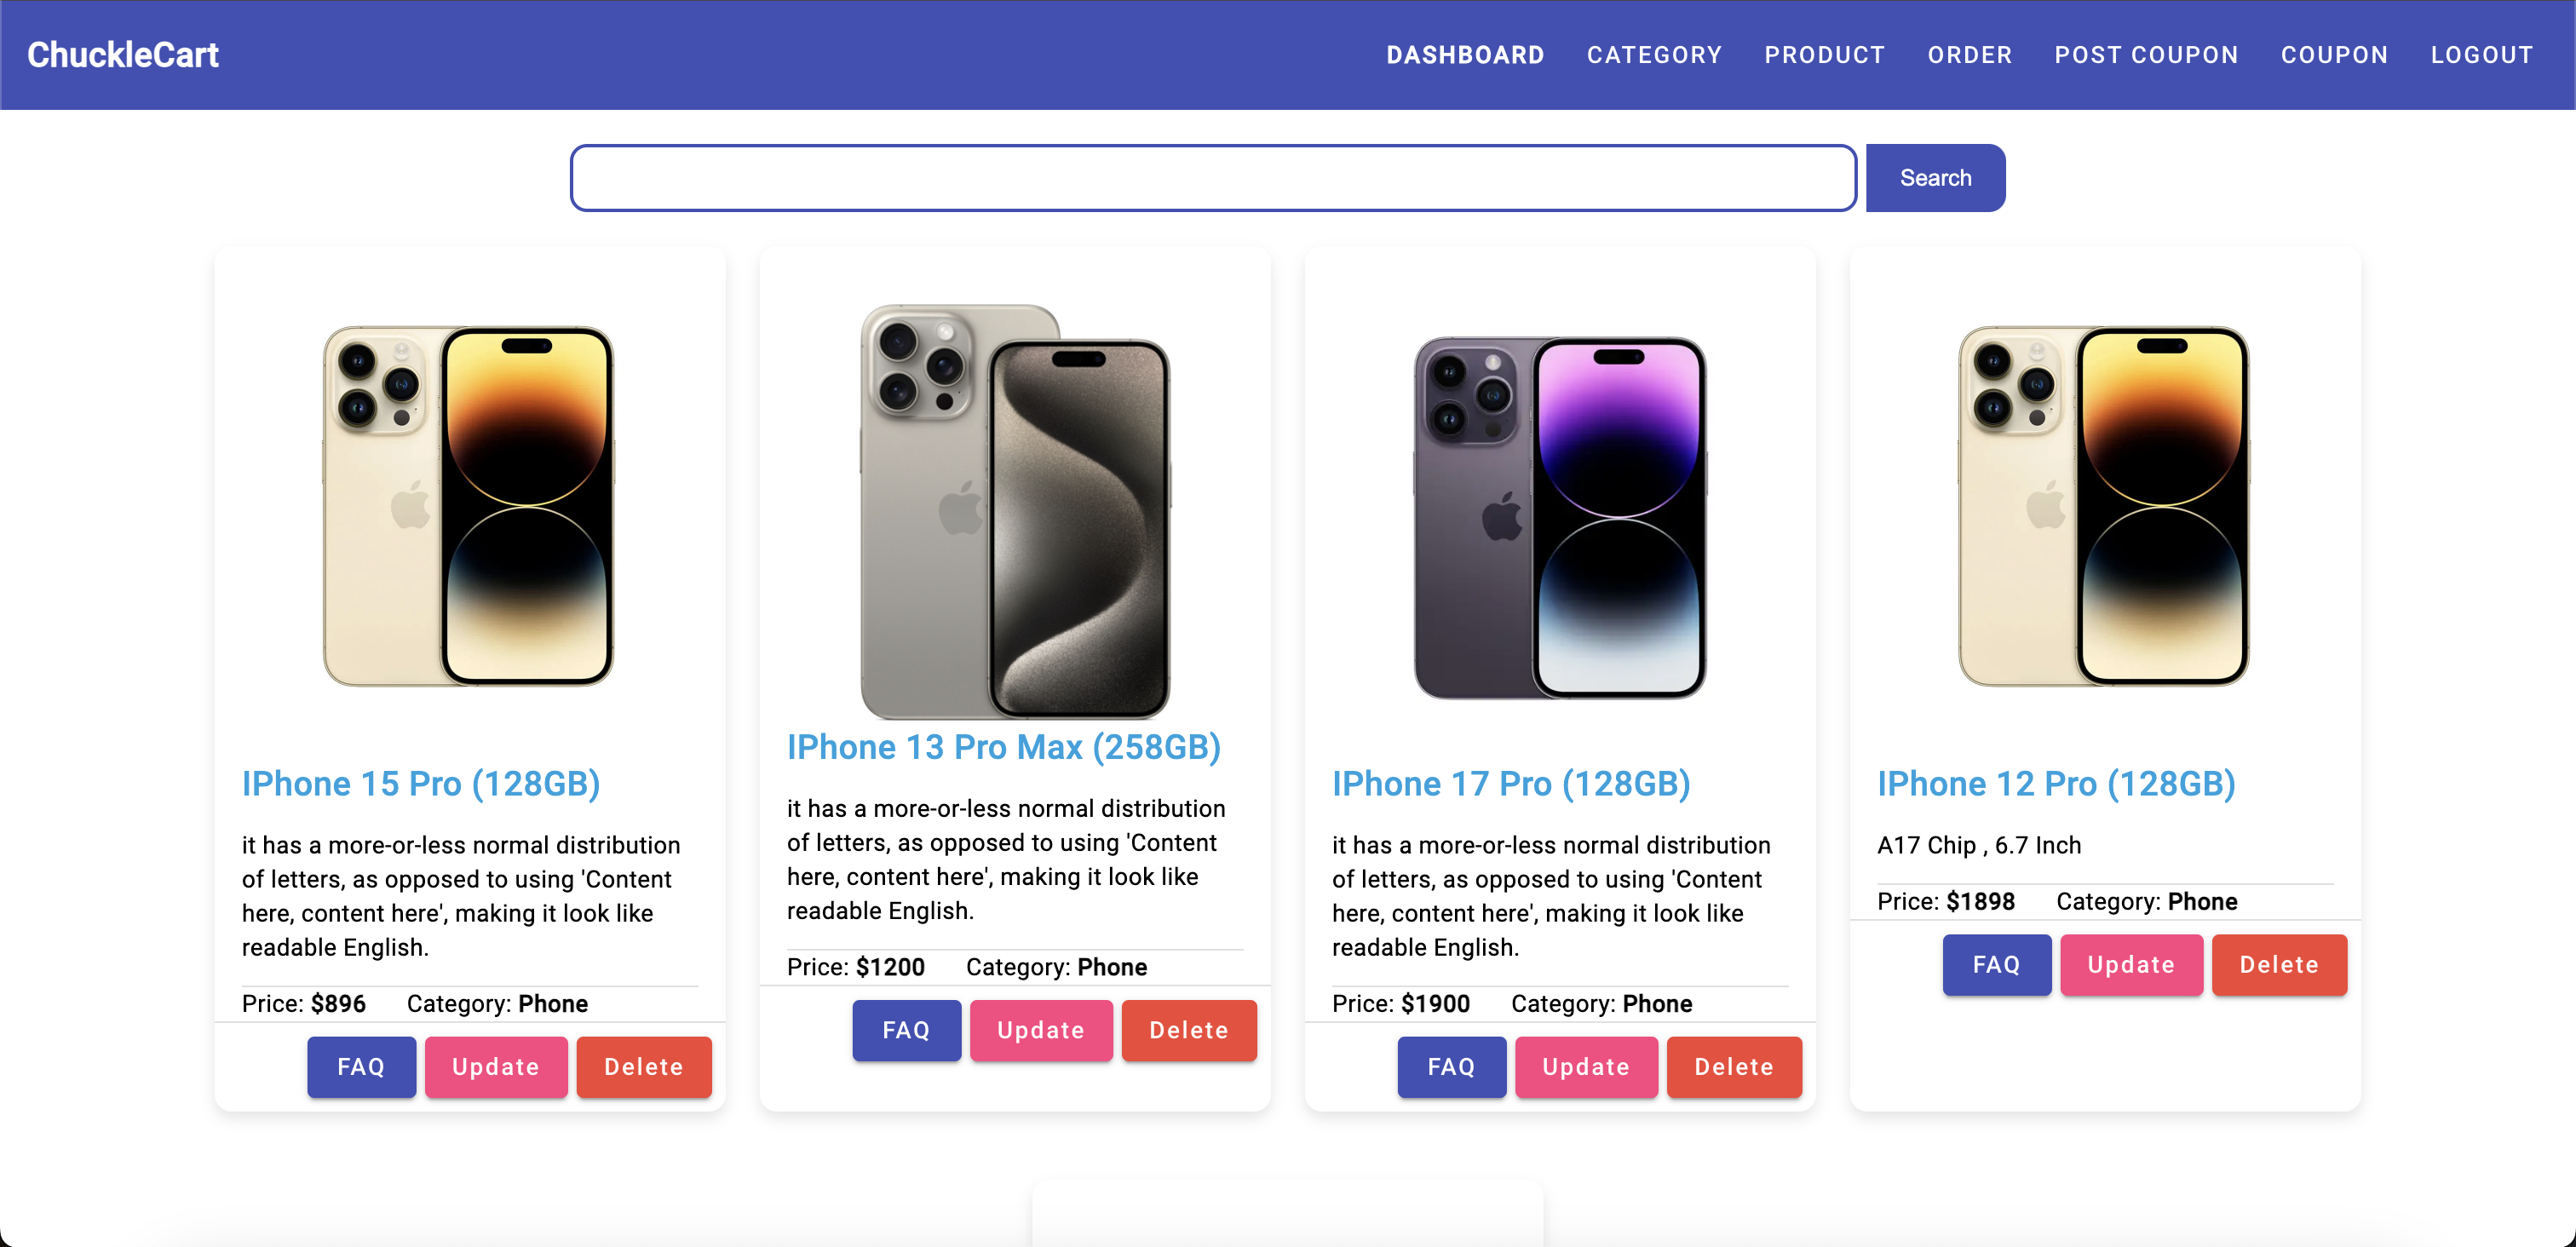 ChuckleCart
DASHBOARD CATEGORY PRODUCT ORDER POST COUPON COUPON LOGOUT
Search
IPhone 15 Pro (128GB)
it has a more-or-less normal distribution
of letters, as opposed to using 'Content
here, content here', making it look like
readable English.
Price: $896 Category: Phone
FAQ Update Delete
IPhone 13 Pro Max (258GB)
it has a more-or-less normal distribution
of letters, as opposed to using 'Content
here, content here', making it look like
readable English.
Price: $1200 Category: Phone
FAQ Update Delete
IPhone 17 Pro (128GB)
it has a more-or-less normal distribution
of letters, as opposed to using 'Content
here, content here', making it look like
readable English.
Price: $1900 Category: Phone
FAQ Update Delete
IPhone 12 Pro (128GB)
A17 Chip , 6.7 Inch
Price: $1898 Category: Phone
FAQ Update Delete